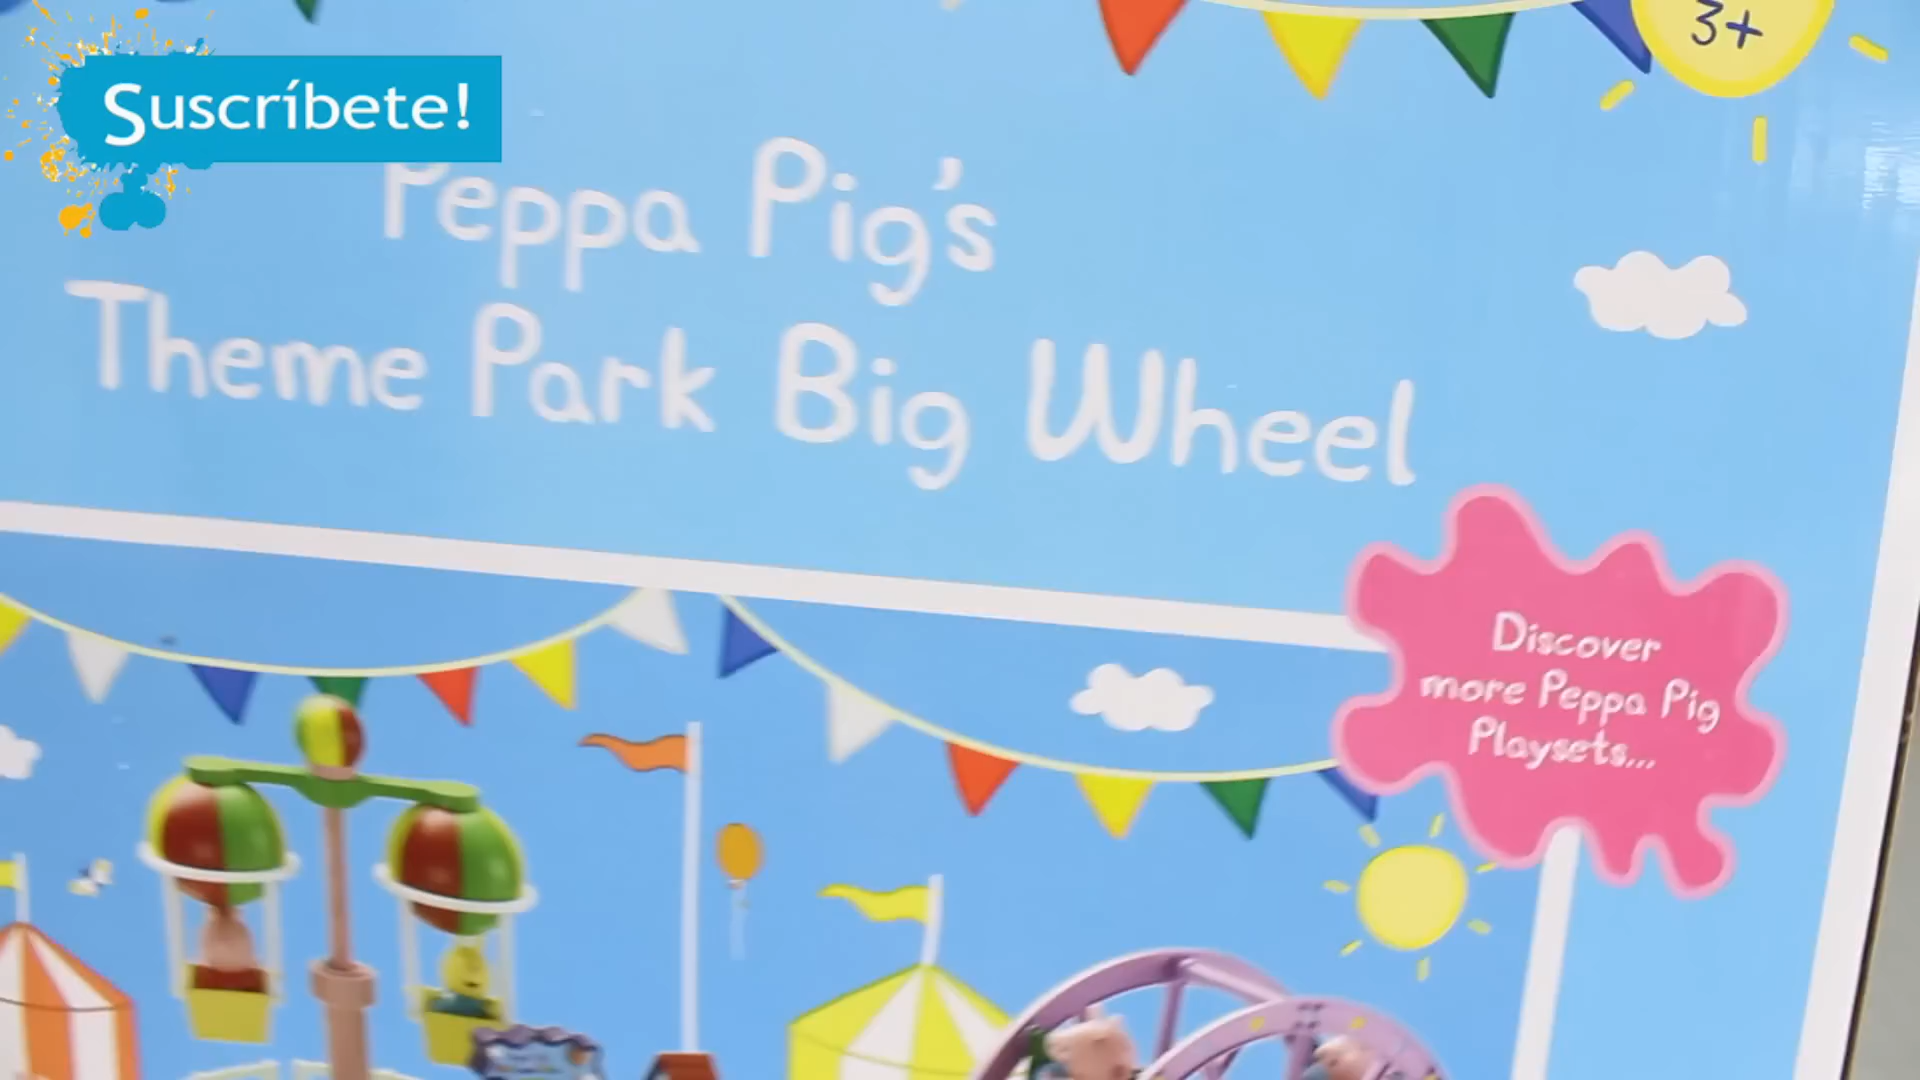 3+
Suscríbete!
Peppa Pig's
Theme Park Big Wheel
Discover
more Peppa Pig
Playsets...